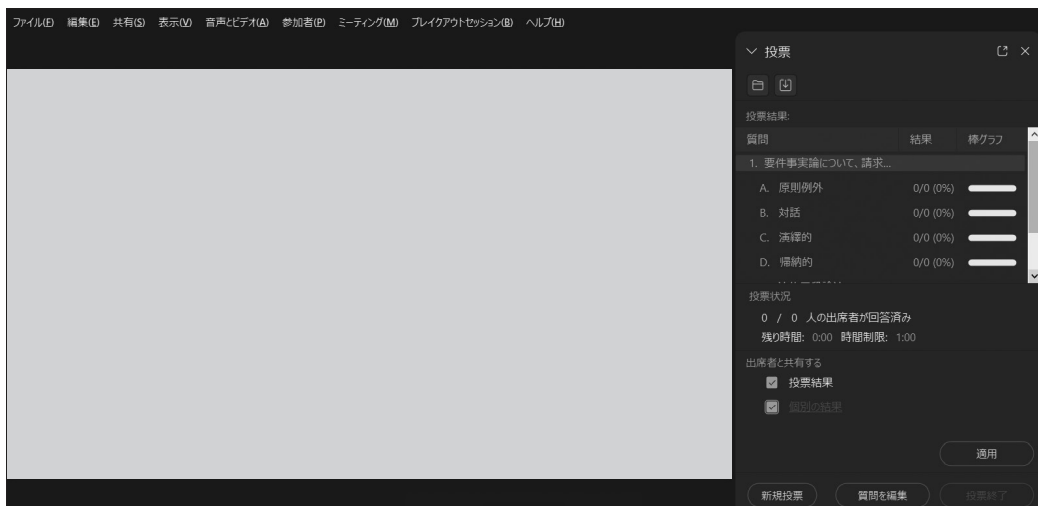 ファイル(F) 編集(E) 共有(S) 表示(V) 音声とビデオ(A) 参加者(P) ミーティング(M) ブレイクアウトセッション(B) ヘルプ(H)
投票
投票結果:
質問 結果 棒グラフ
1. 要件事実論について、請求...
A. 原則例外 0/0 (0%)
B. 対話 0/0 (0%)
C. 演繹的 0/0 (0%)
D. 帰納的 0/0 (0%)
投票状況
0 / 0 人の出席者が回答済み
残り時間: 0:00 時間制限: 1:00
出席者と共有する
投票結果
個別の結果
適用
新規投票 質問を編集 投票終了